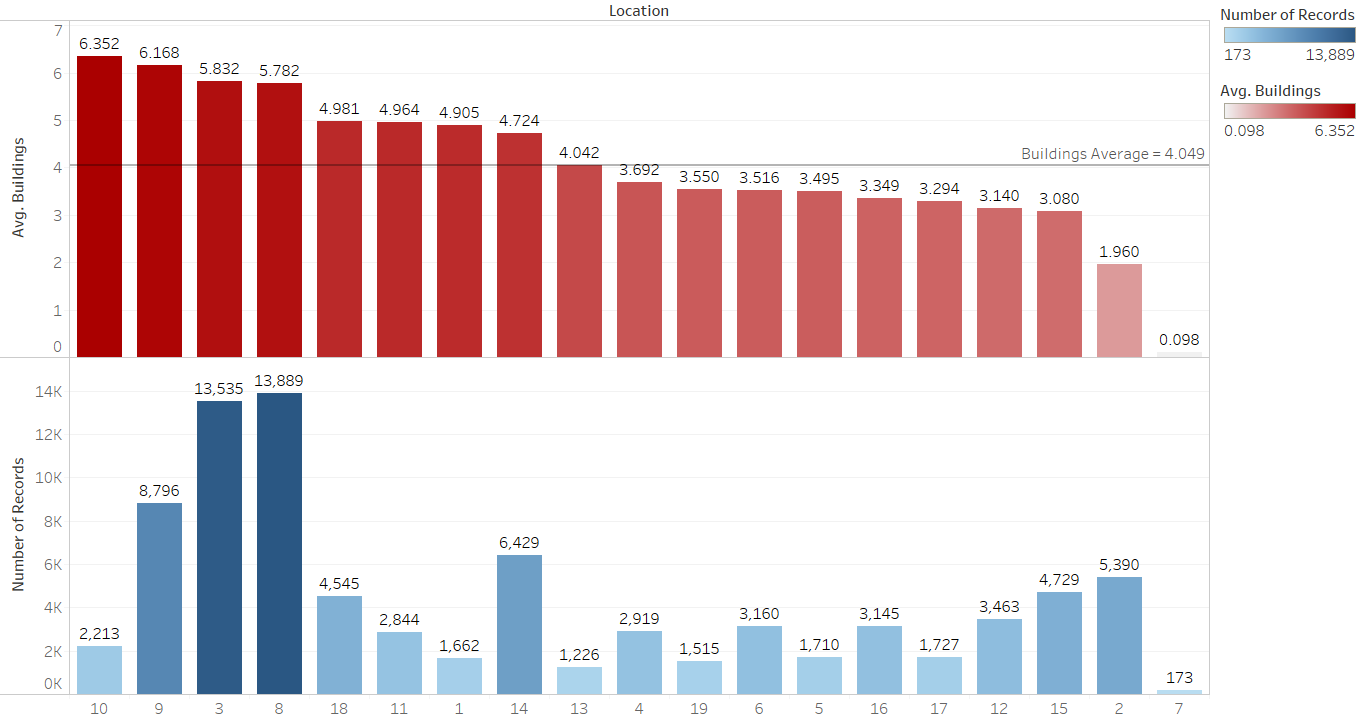 Location
Number of Records
173 13,889
Avg. Buildings
0.098 6.352
Avg. Buildings
7
6
5
4
3
2
1
0
6.352 6.168 5.832 5.782 4.981 4.964 4.905 4.724 4.042 3.692 3.550 3.516 3.495 3.349 3.294 3.140 3.080 1.960 0.098
Buildings Average = 4.049
Number of Records
14K
12K
10K
8K
6K
4K
2K
0K
2,213 8,796 13,535 13,889 4,545 2,844 1,662 6,429 1,226 2,919 1,515 3,160 1,710 3,145 1,727 3,463 4,729 5,390 173
10 9 3 8 18 11 1 14 13 4 19 6 5 16 17 12 15 2 7